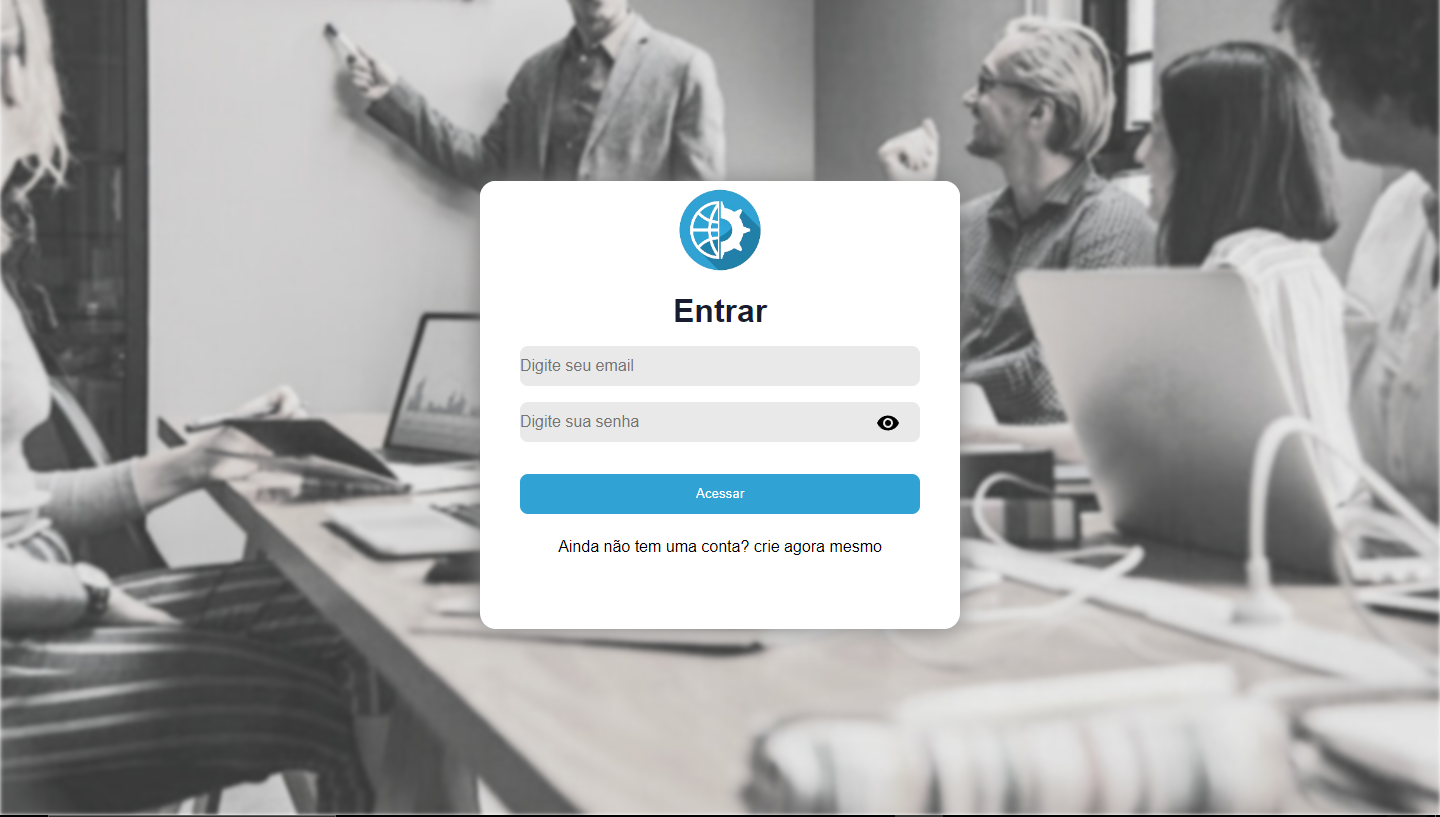 Entrar
Digite seu email
Digite sua senha
Acessar
Ainda não tem uma conta? crie agora mesmo